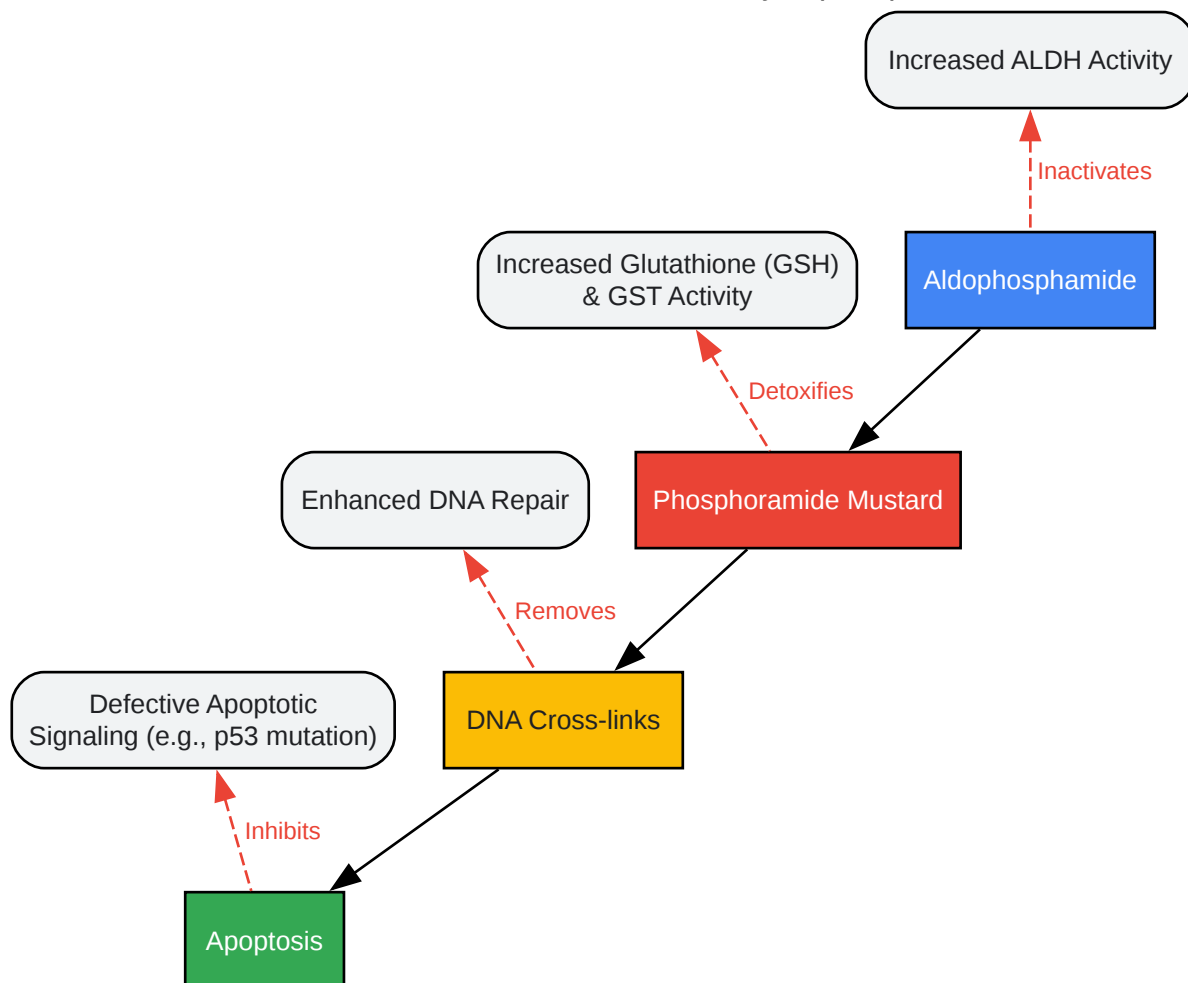 Increased ALDH Activity
Inactivates
Aldophosphamide
Increased Glutathione (GSH)
& GST Activity
Detoxifies
Phosphoramide Mustard
Enhanced DNA Repair
Removes
DNA Cross-links
Defective Apoptotic
Signaling (e.g., p53 mutation)
Inhibits
Apoptosis